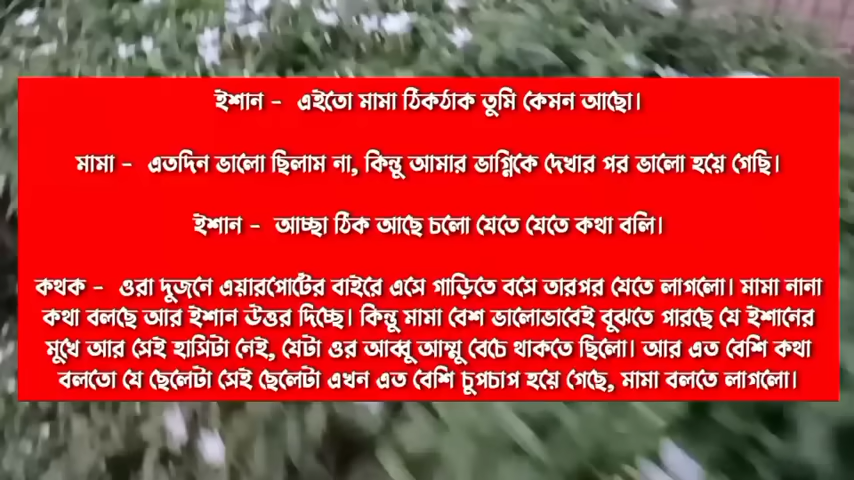 ইশান - এইতো মামা ঠিকঠাক তুমি কেমন আছো।
মামা - এতদিন ভালো ছিলাম না, কিন্তু আমার ভাগ্নিকে দেখার পর ভালো হয়ে গেছি।
ইশান - আচ্ছা ঠিক আছে চলো যেতে যেতে কথা বলি।
কথক - ওরা দুজনে এয়ারপোর্টের বাইরে এসে গাড়িতে বসে তারপর যেতে লাগলো। মামা নানা
কথা বলছে আর ইশান উত্তর দিচ্ছে। কিন্তু মামা বেশ ভালোভাবেই বুঝতে পারছে যে ইশানের
মুখে আর সেই হাসিটা নেই, যেটা ওর আব্বু আম্মু বেচে থাকতে ছিলো। আর এত বেশি কথা
বলতো যে ছেলেটা সেই ছেলেটা এখন এত বেশি চুপচাপ হয়ে গেছে, মামা বলতে লাগলো।